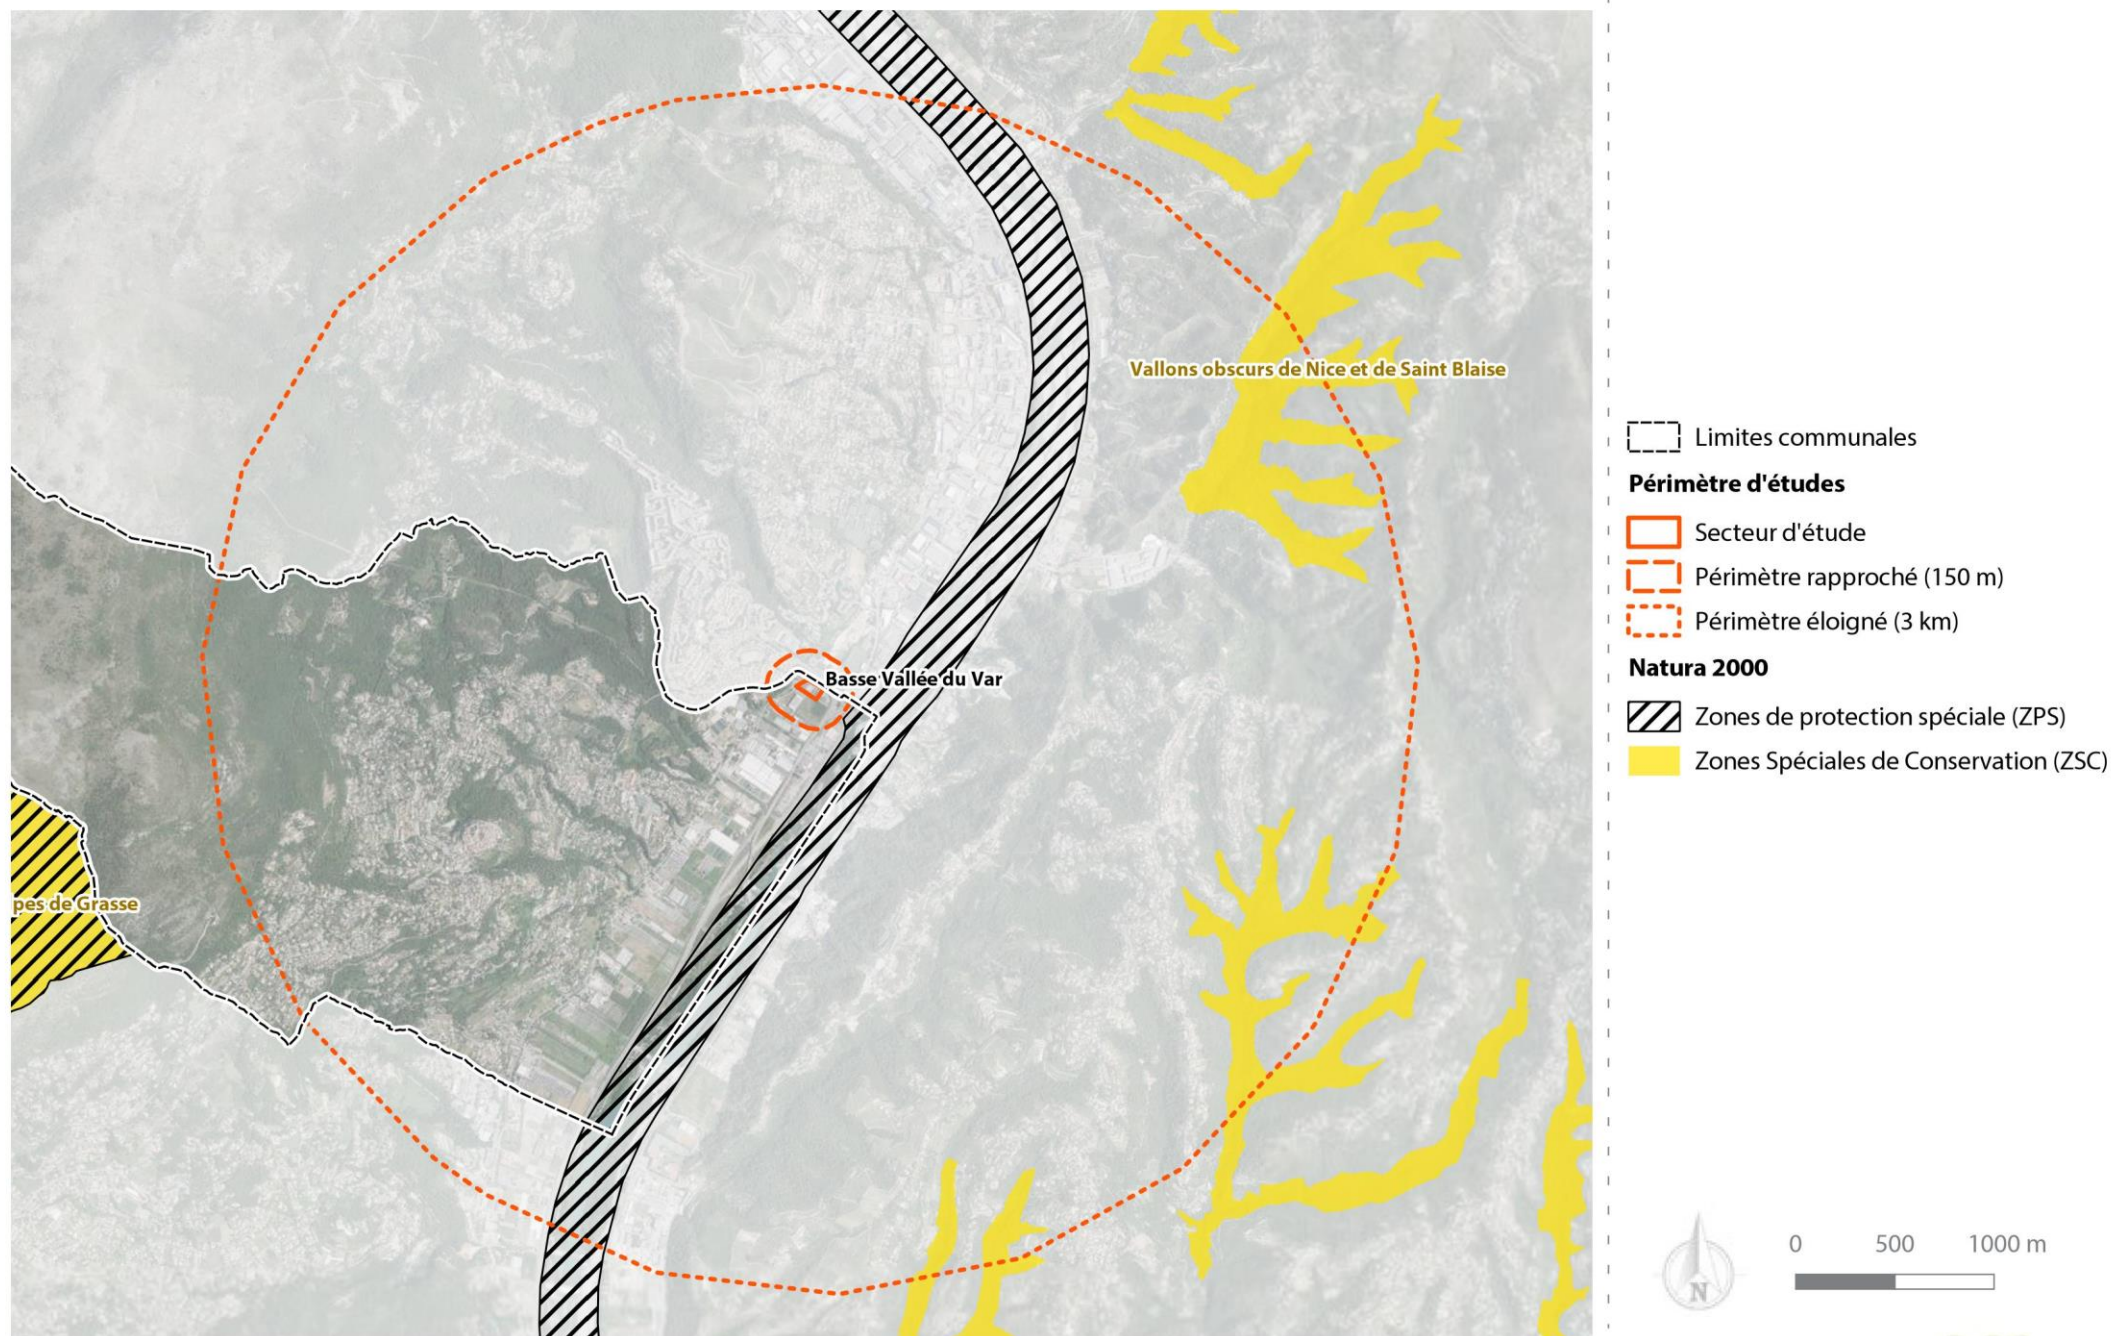 Vallons obscurs de Nice et de Saint Blaise
Basse Vallée du Var
pes de Grasse
Limites communales
Périmètre d'études
Secteur d'étude
Périmètre rapproché (150 m)
Périmètre éloigné (3 km)
Natura 2000
Zones de protection spéciale (ZPS)
Zones Spéciales de Conservation (ZSC)
N
0 500 1000 m